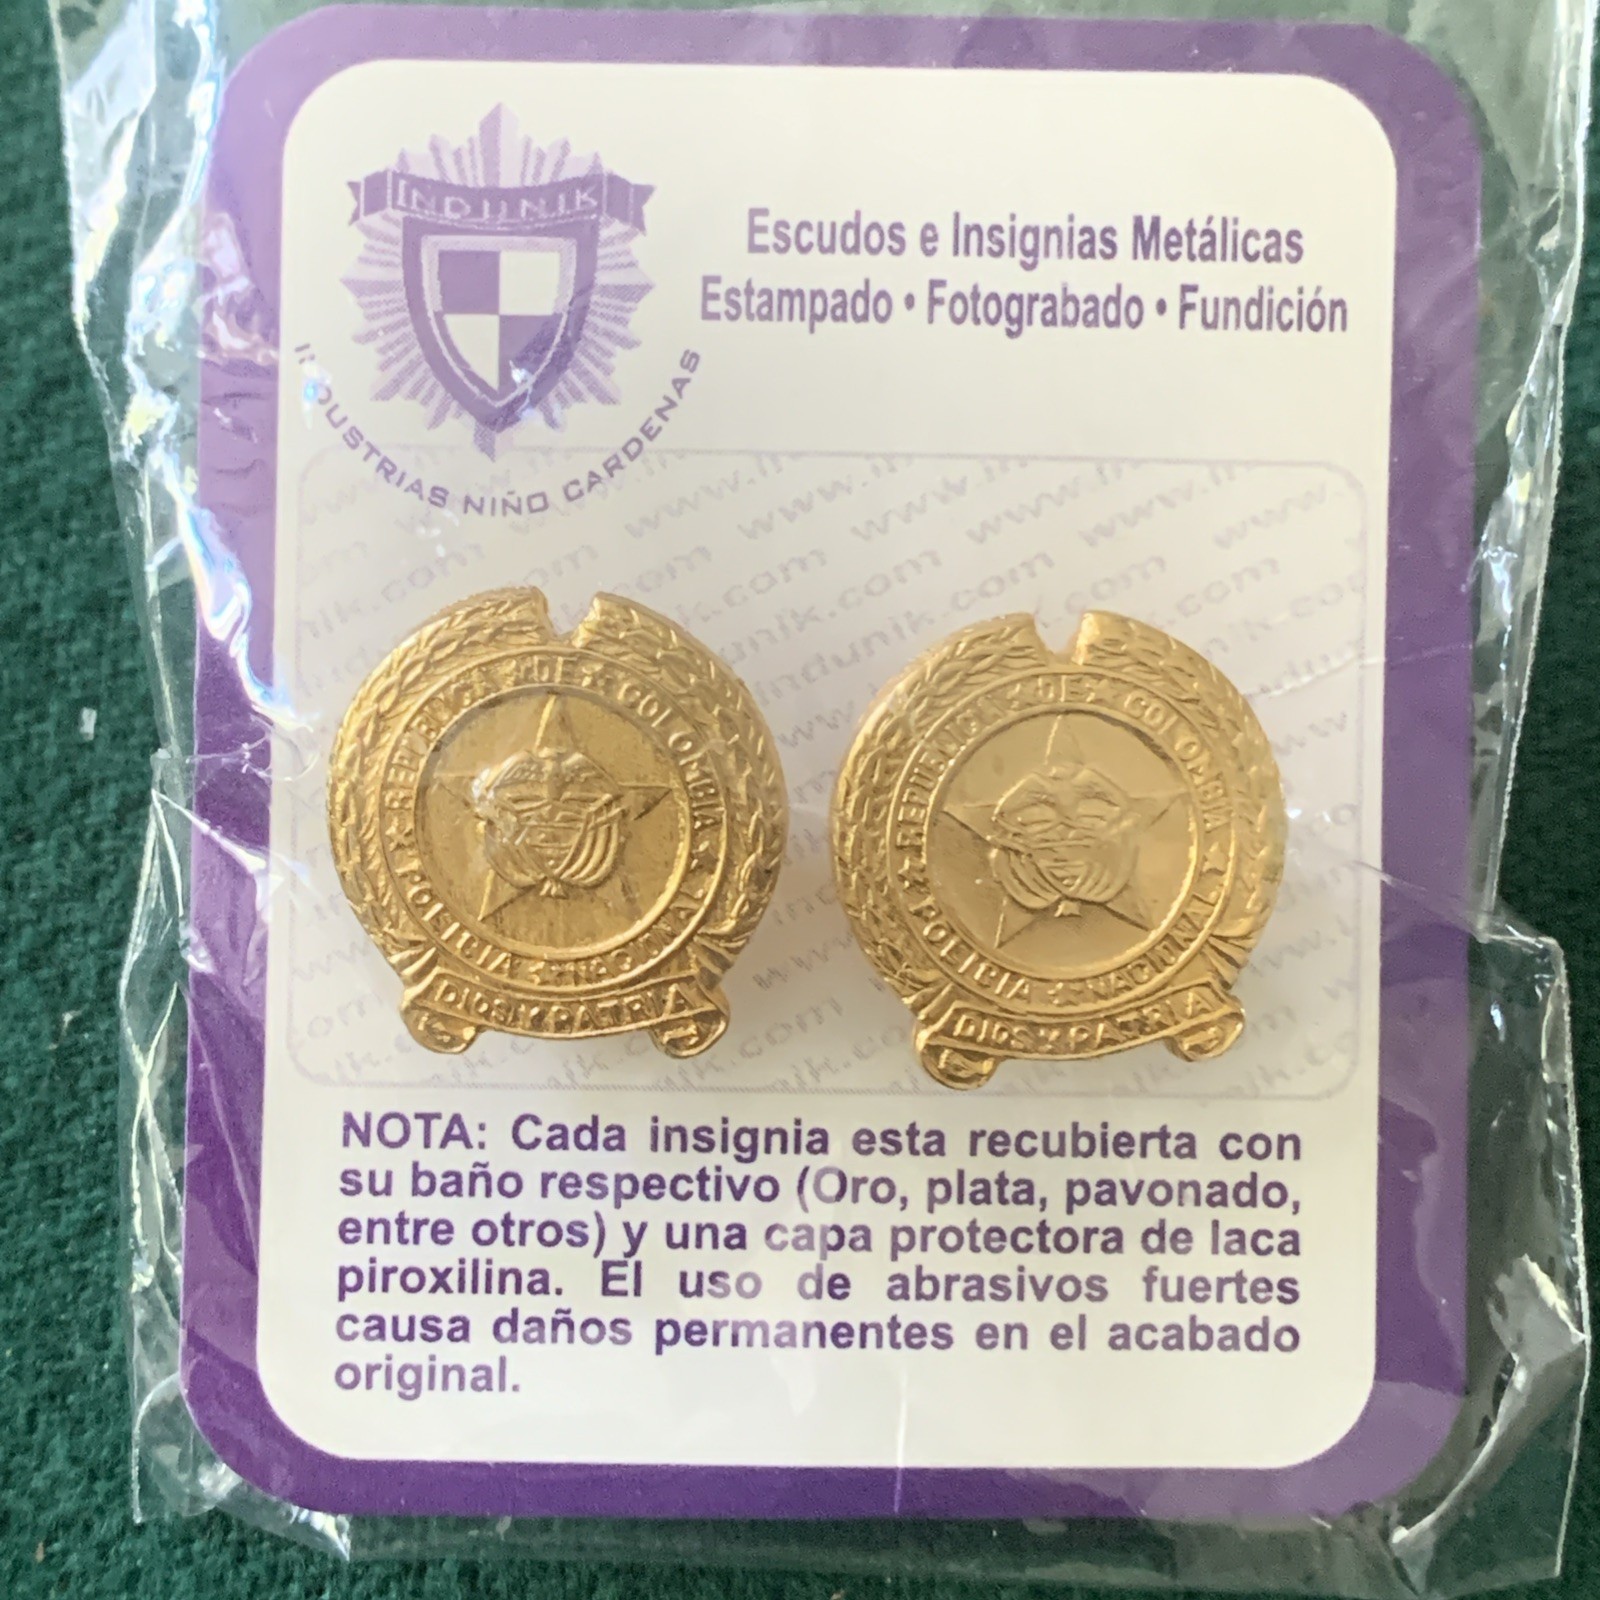 INDUNIK
Escudos e Insignias Metálicas
Estampado • Fotograbado • Fundición
INDUSTRIAS NIÑO CARDENAS
REPUBLICA DE COLOMBIA
POLICIA NACIONAL
DIOS Y PATRIA
REPUBLICA DE COLOMBIA
POLICIA NACIONAL
DIOS Y PATRIA
NOTA: Cada insignia esta recubierta con
su baño respectivo (Oro, plata, pavonado,
entre otros) y una capa protectora de laca
piroxilina. El uso de abrasivos fuertes
causa daños permanentes en el acabado
original.